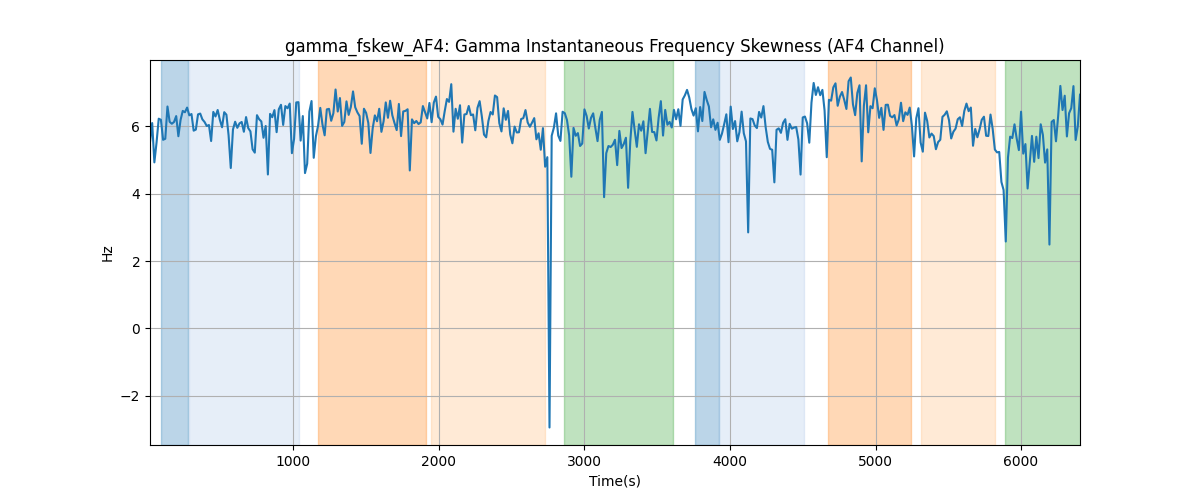 gamma_fskew_AF4: Gamma Instantaneous Frequency Skewness (AF4 Channel)
6
4
2
0
−2
Hz
1000 2000 3000 4000 5000 6000
Time(s)